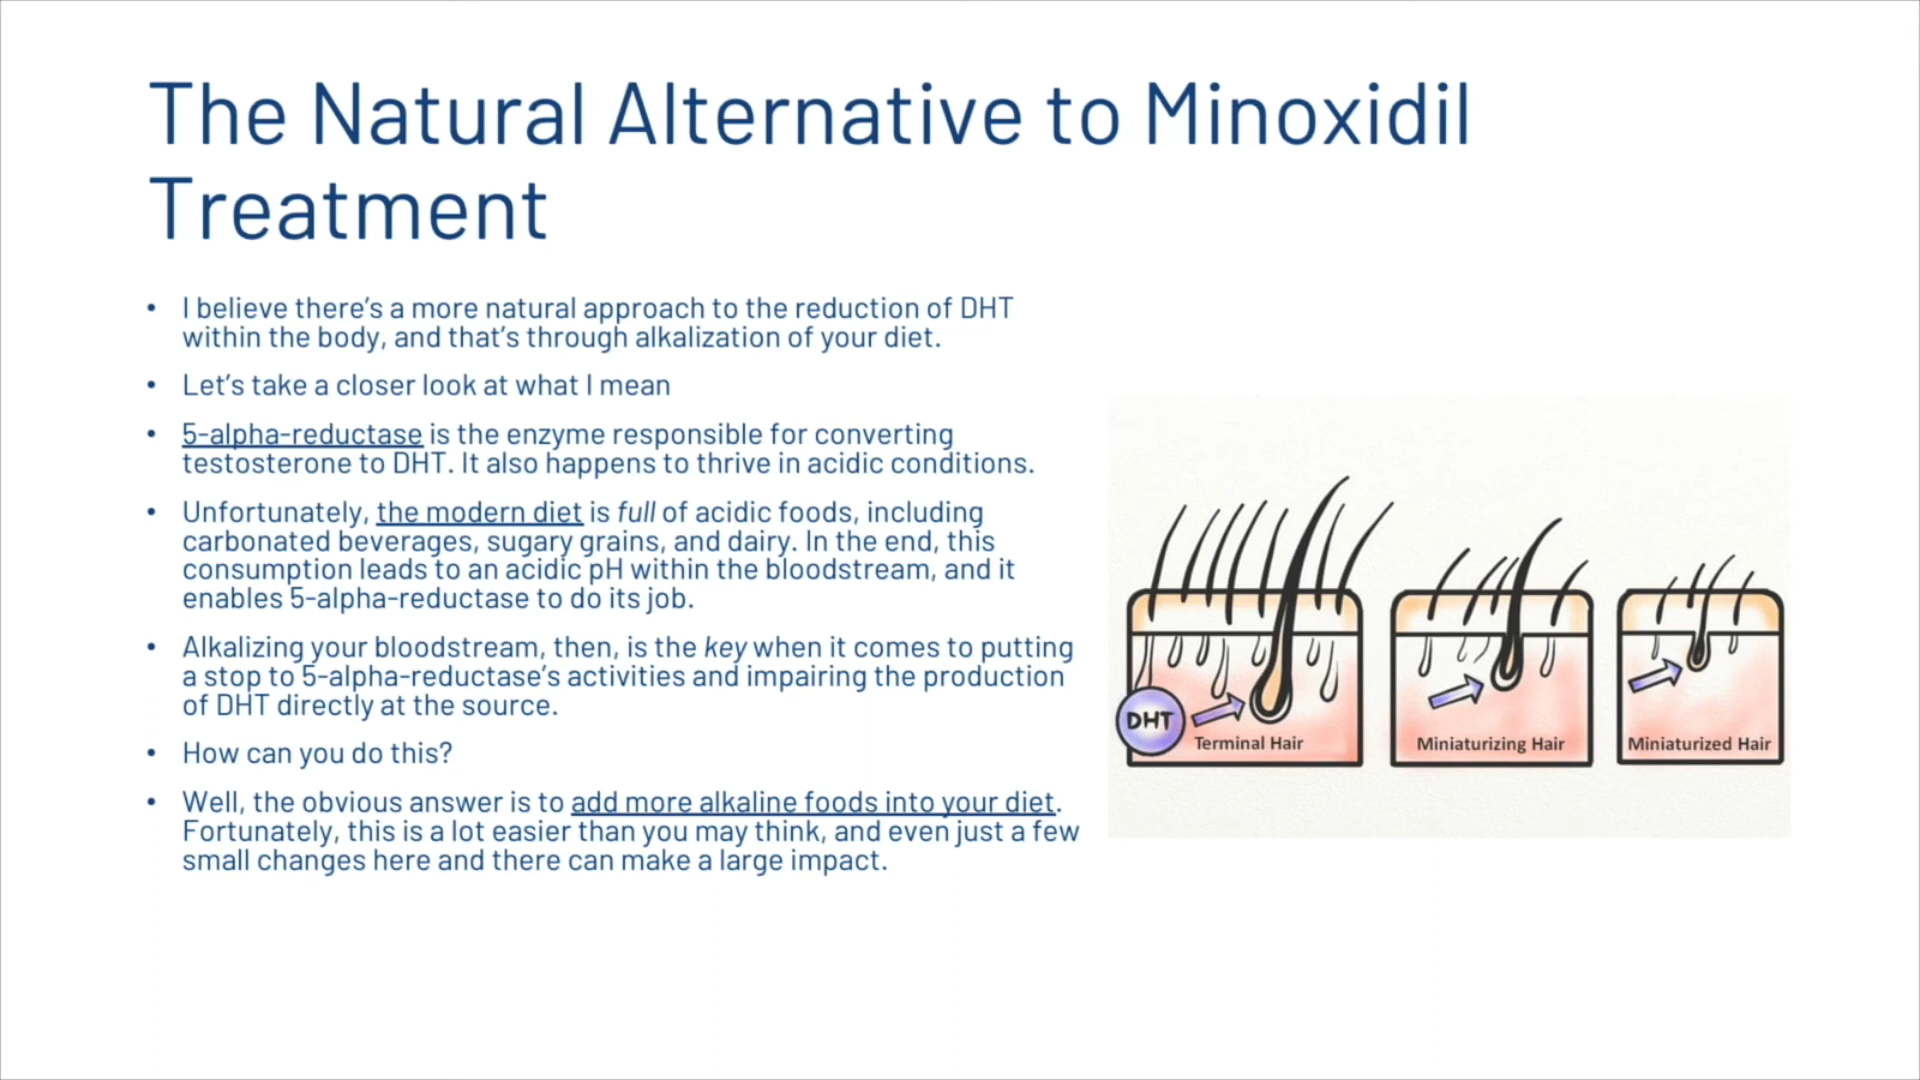 The Natural Alternative to Minoxidil
Treatment
• I believe there's a more natural approach to the reduction of DHT
within the body, and that's through alkalization of your diet.
• Let's take a closer look at what I mean
• 5-alpha-reductase is the enzyme responsible for converting
testosterone to DHT. It also happens to thrive in acidic conditions.
• Unfortunately, the modern diet is full of acidic foods, including
carbonated beverages, sugary grains, and dairy. In the end, this
consumption leads to an acidic pH within the bloodstream, and it
enables 5-alpha-reductase to do its job.
• Alkalizing your bloodstream, then, is the key when it comes to putting
a stop to 5-alpha-reductase's activities and impairing the production
of DHT directly at the source.
• How can you do this?
• Well, the obvious answer is to add more alkaline foods into your diet.
Fortunately, this is a lot easier than you may think, and even just a few
small changes here and there can make a large impact.
DHT
Terminal Hair
Miniaturizing Hair
Miniaturized Hair